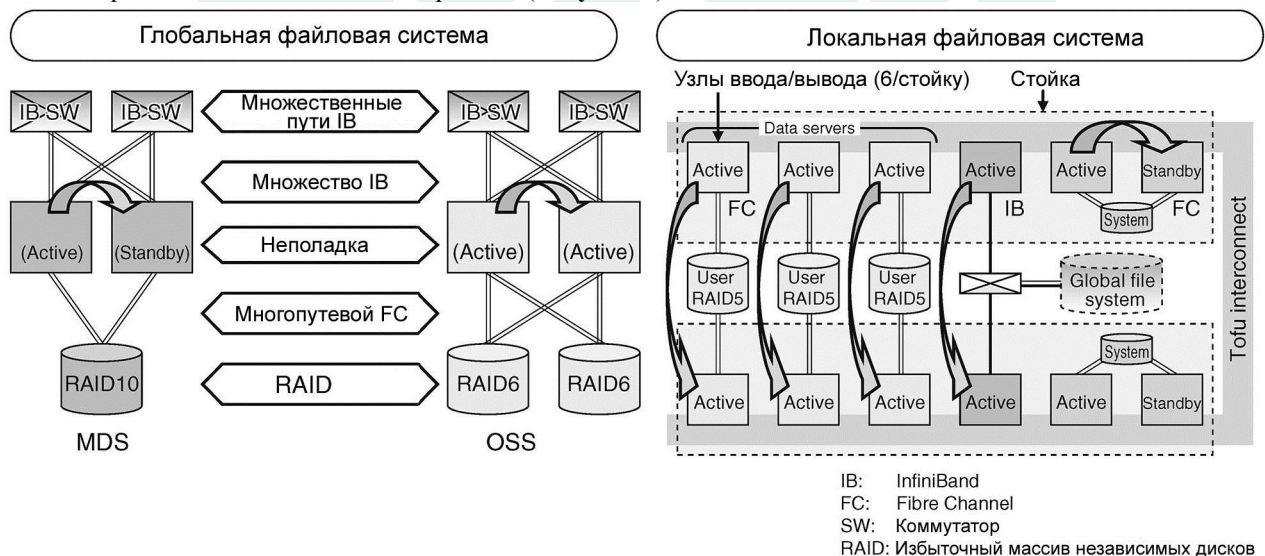 Глобальная файловая система
IB-SW
IB-SW
Множественные
пути IB
IB-SW
IB-SW
Множество IB
(Active)
(Standby)
Неполадка
(Active)
(Active)
Многопутевой FC
RAID10
RAID
RAID6
RAID6
MDS
OSS
Локальная файловая система
Узлы ввода/вывода (6/стойку)
Стойка
Data servers
Active
Active
Active
Active
Active
Standby
FC
IB
System
FC
User
RAID5
User
RAID5
User
RAID5
Global file
system
Tofu interconnect
System
Active
Active
Active
Active
Active
Standby
IB: InfiniBand
FC: Fibre Channel
SW: Коммутатор
RAID: Избыточный массив независимых дисков